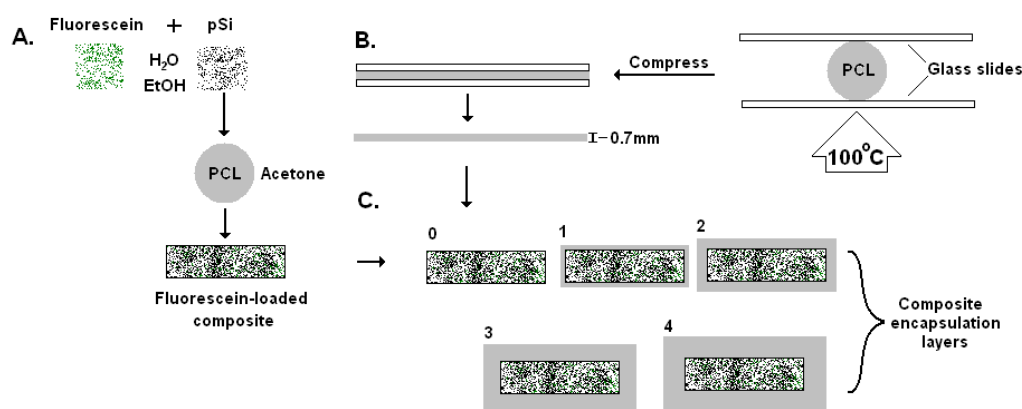 A.
Fluorescein + pSi
H₂O
EtOH
PCL Acetone
Fluorescein-loaded
composite
B.
Compress
PCL
Glass slides
100°C
0.7mm
C.
0
1
2
3
4
Composite
encapsulation
layers